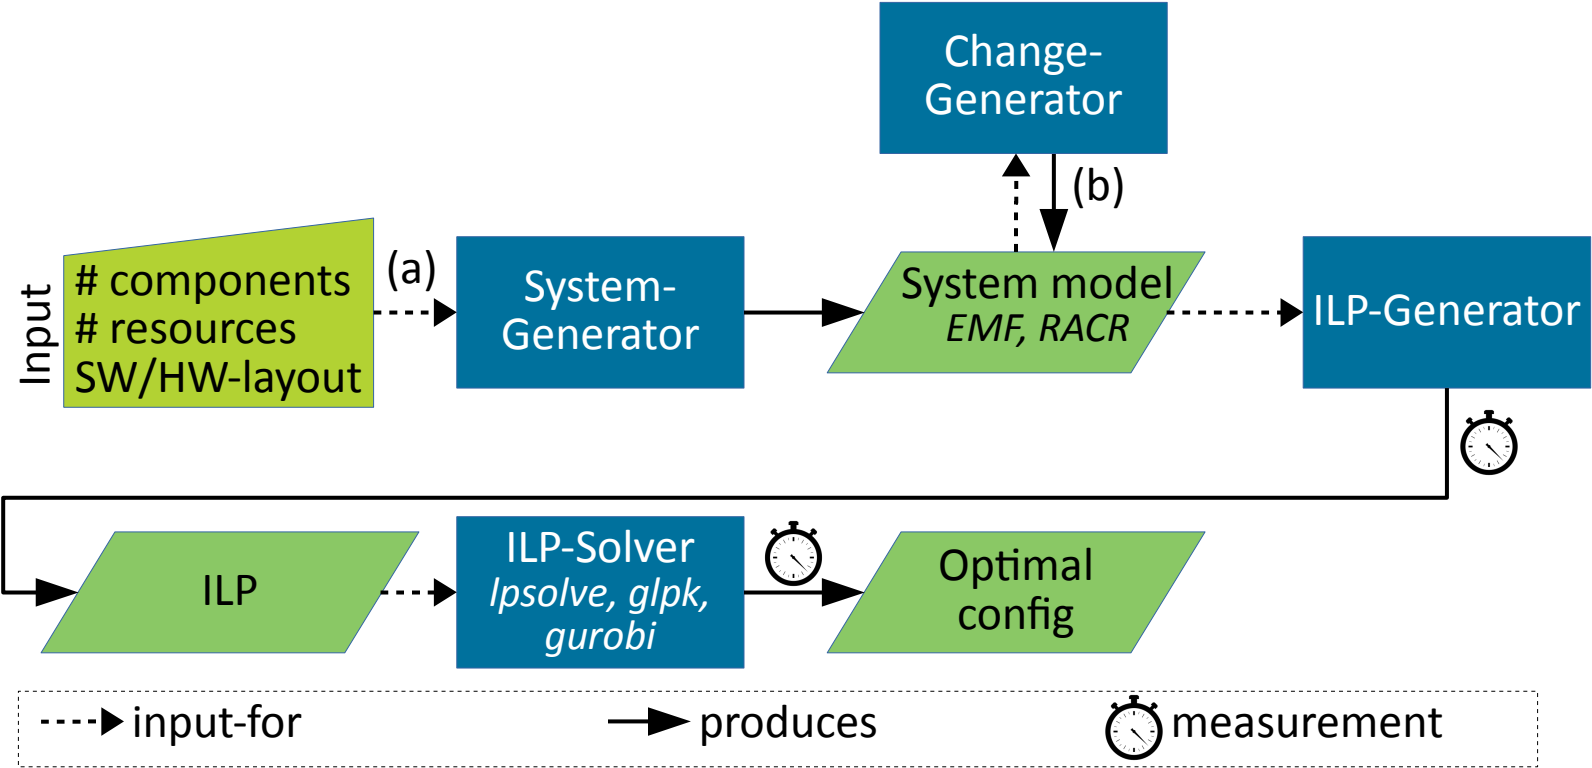 Change-
Generator
(b)
Input
# components
# resources
SW/HW-layout
(a)
System-
Generator
System model
EMF, RACR
ILP-Generator
ILP
ILP-Solver
lpsolve, glpk,
gurobi
Optimal
config
input-for
produces
measurement